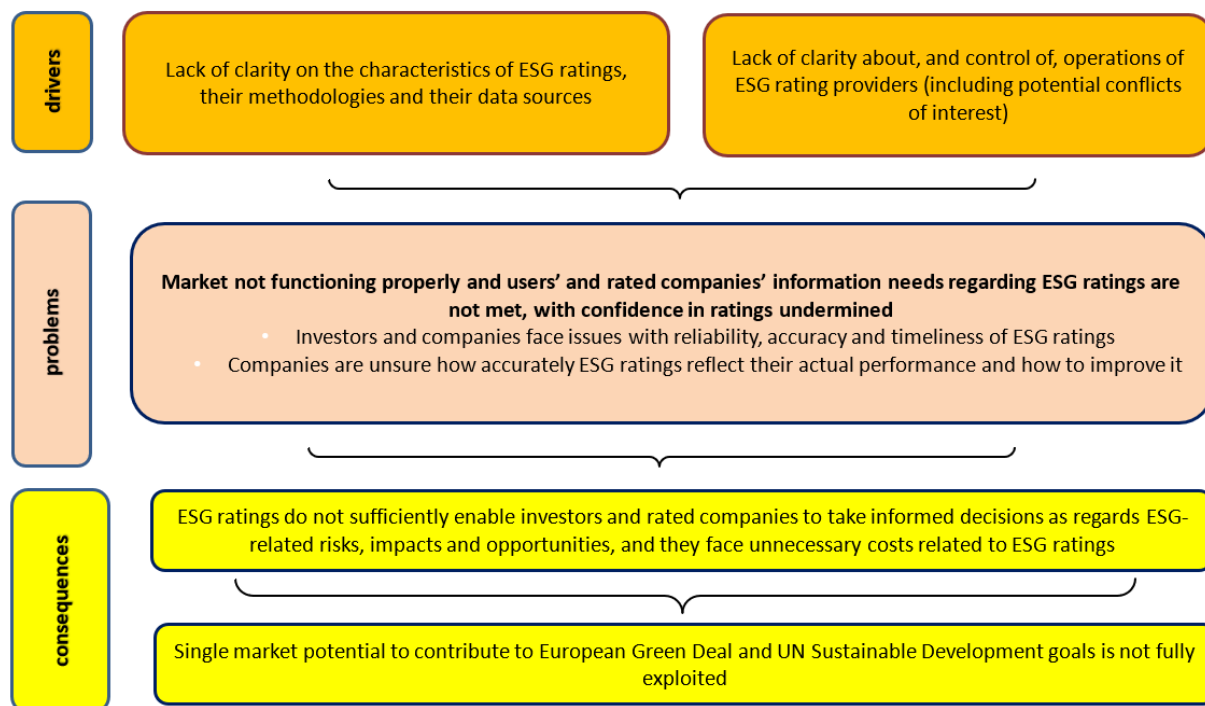 drivers
Lack of clarity on the characteristics of ESG ratings,
their methodologies and their data sources
Lack of clarity about, and control of, operations of
ESG rating providers (including potential conflicts
of interest)
problems
Market not functioning properly and users’ and rated companies’ information needs regarding ESG ratings are
not met, with confidence in ratings undermined
• Investors and companies face issues with reliability, accuracy and timeliness of ESG ratings
• Companies are unsure how accurately ESG ratings reflect their actual performance and how to improve it
consequences
ESG ratings do not sufficiently enable investors and rated companies to take informed decisions as regards ESG-
related risks, impacts and opportunities, and they face unnecessary costs related to ESG ratings
Single market potential to contribute to European Green Deal and UN Sustainable Development goals is not fully
exploited